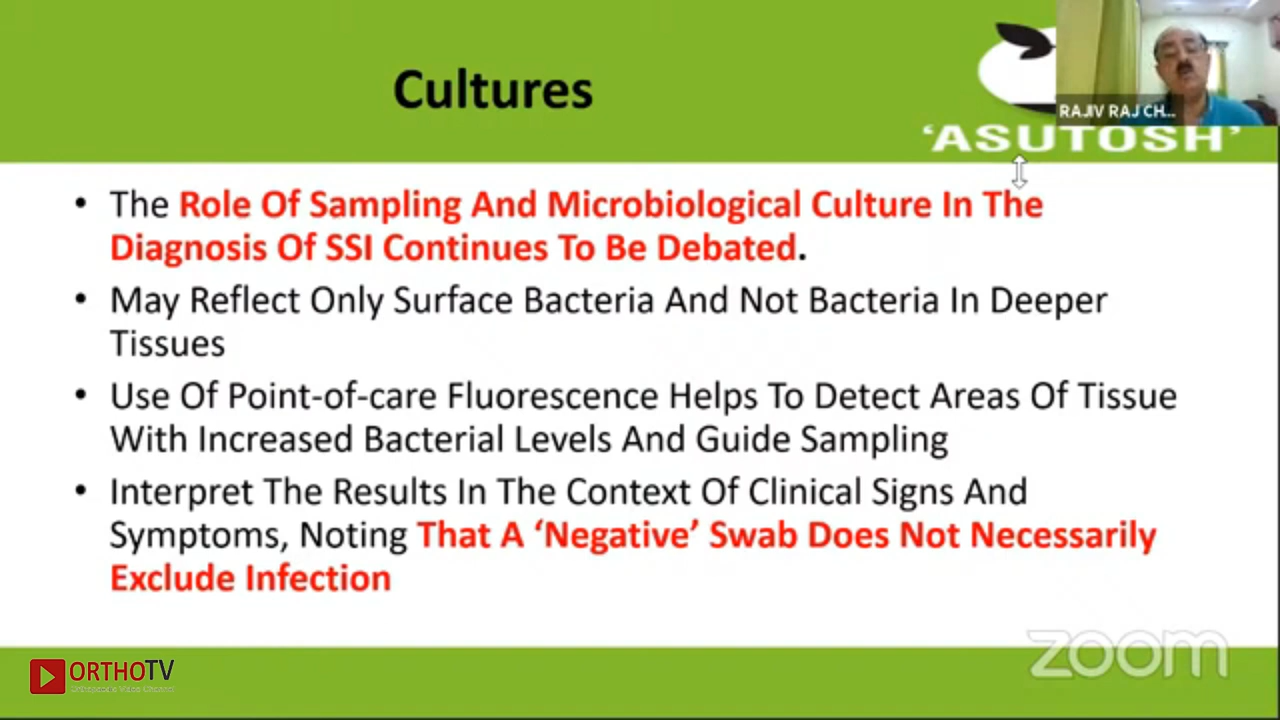 Cultures
RAJIV RAJ CH...
‘ASUTOSH’
• The Role Of Sampling And Microbiological Culture In The
Diagnosis Of SSI Continues To Be Debated.
• May Reflect Only Surface Bacteria And Not Bacteria In Deeper
Tissues
• Use Of Point-of-care Fluorescence Helps To Detect Areas Of Tissue
With Increased Bacterial Levels And Guide Sampling
• Interpret The Results In The Context Of Clinical Signs And
Symptoms, Noting That A ‘Negative’ Swab Does Not Necessarily
Exclude Infection
zoom
ORTHOTV
Orthopaedic Video Channel